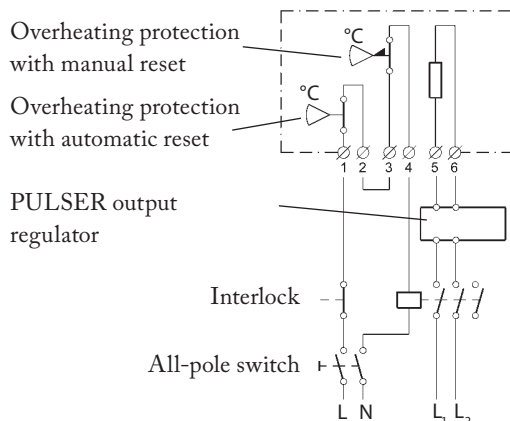 Overheating protection
with manual reset
°C
Overheating protection
with automatic reset
°C
1 2 3 4 5 6
PULSER output
regulator
Interlock
All-pole switch
L N L1 L2